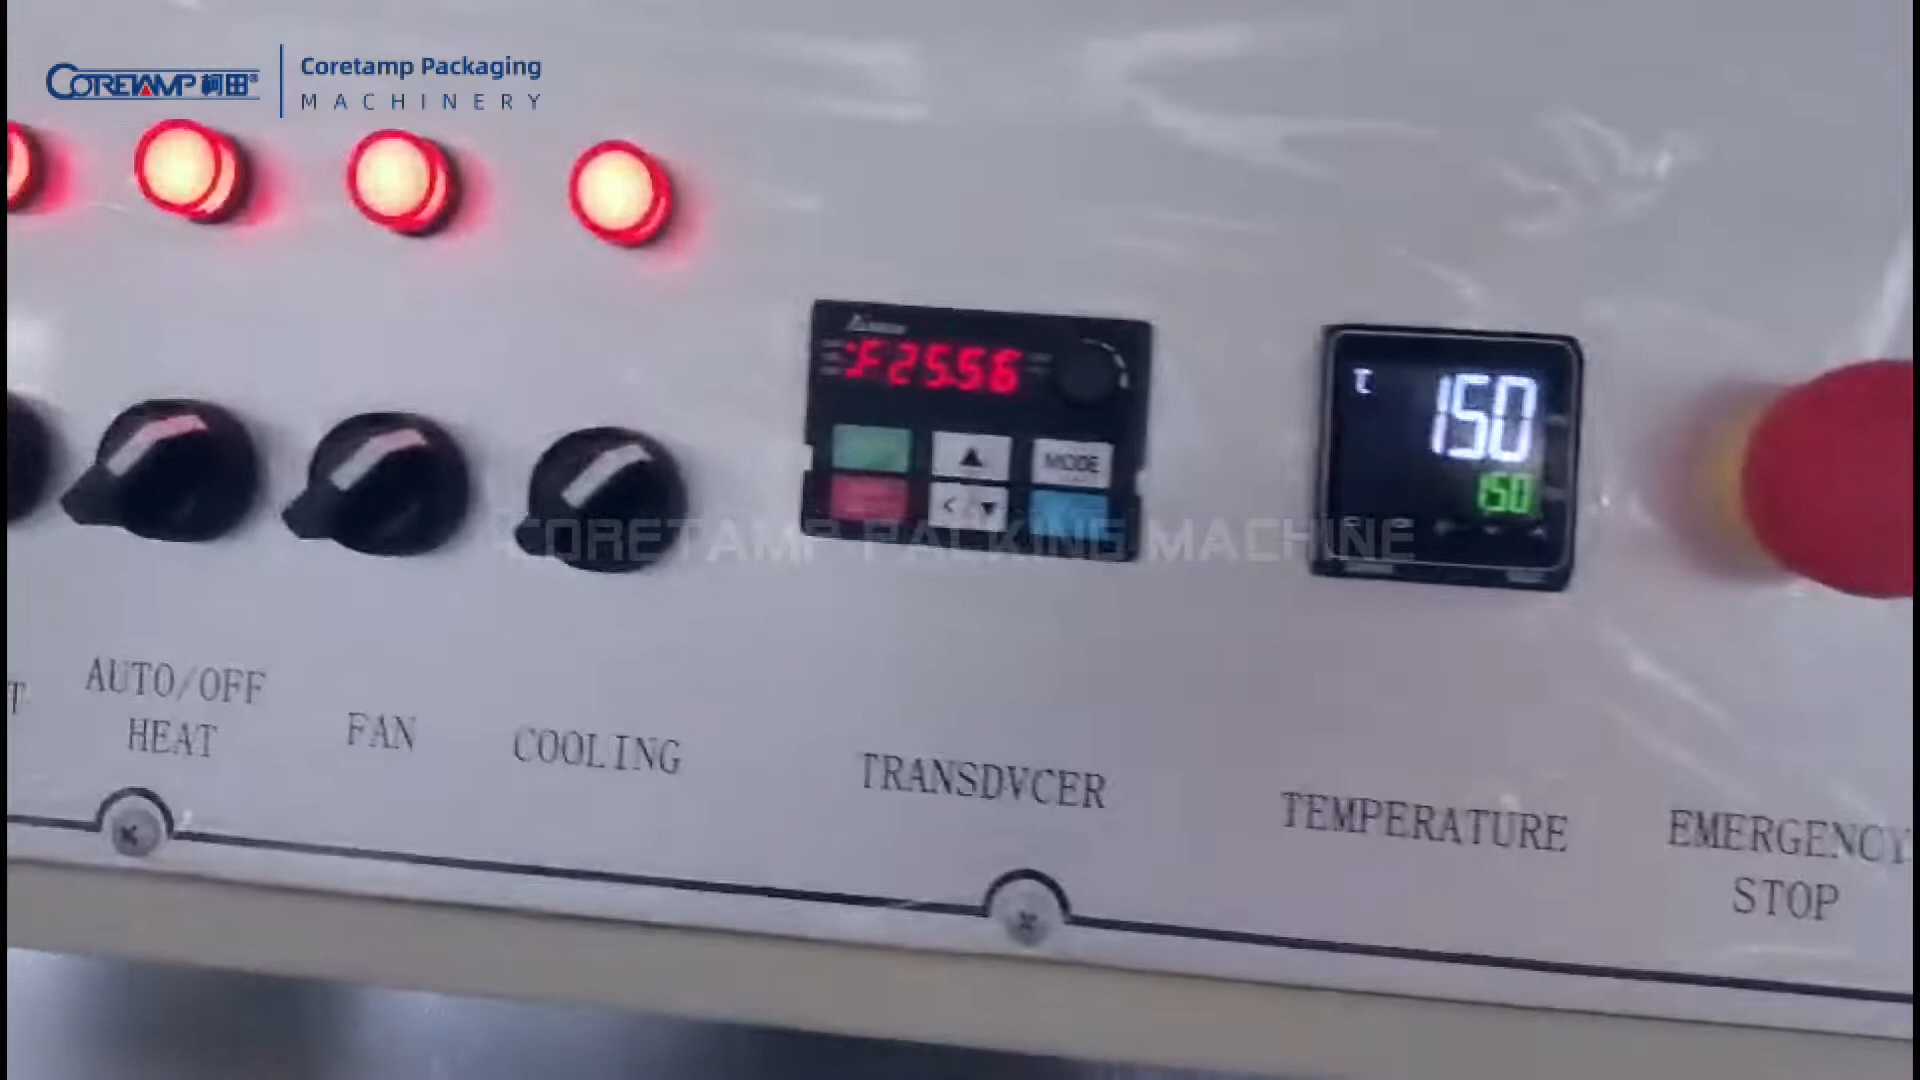 CORETAMP 柯田®
Coretamp Packaging
MACHINERY
F25.56
MODE
℃ 150
150
CORETAMP PACKING MACHINE
T
AUTO/OFF
HEAT
FAN
COOLING
TRANSDVCER
TEMPERATURE
EMERGENCY
STOP